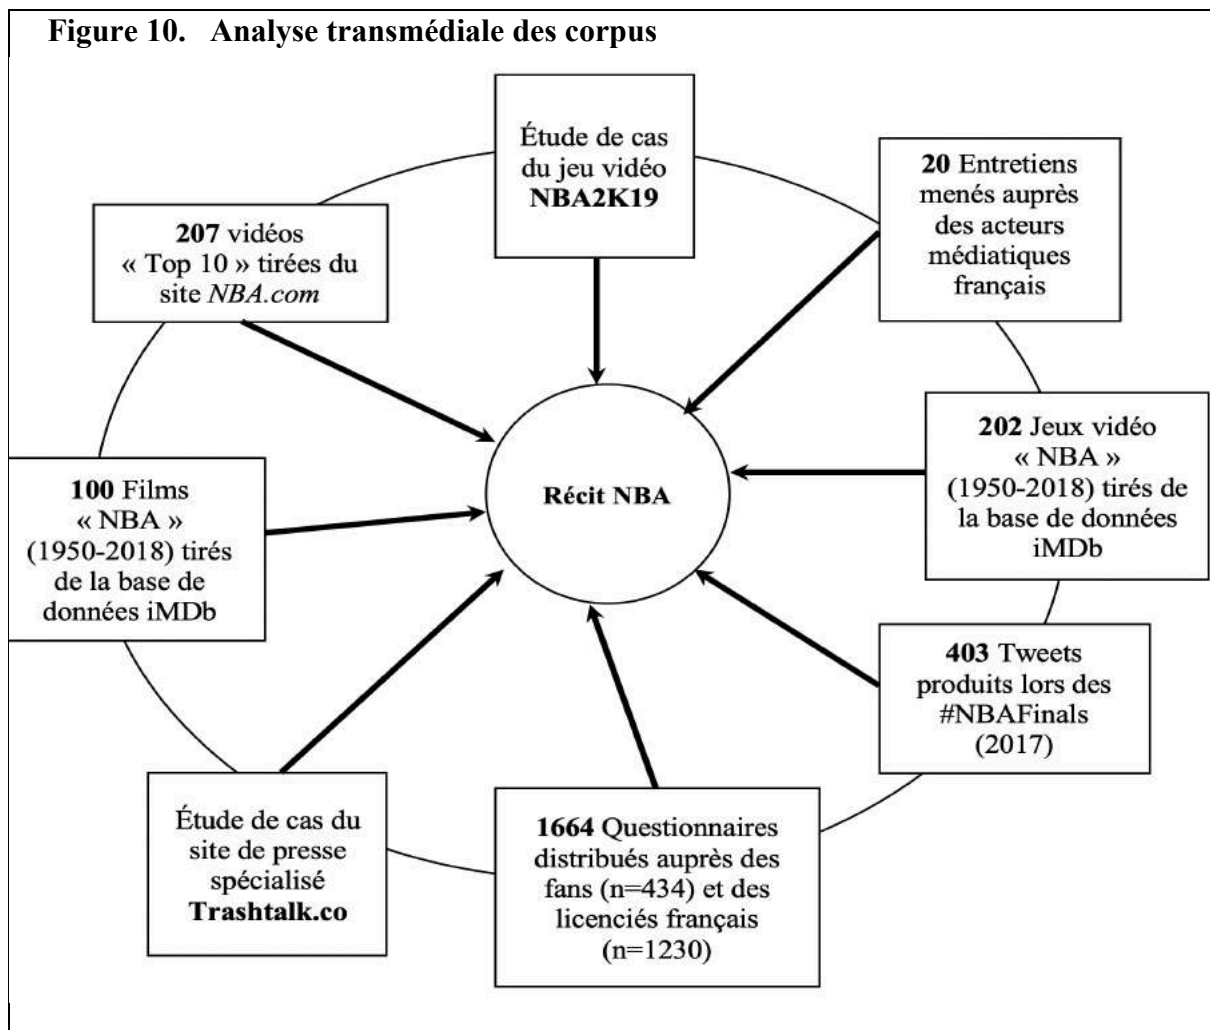 Figure 10. Analyse transmédiale des corpus
Étude de cas
du jeu vidéo
NBA2K19
20 Entretiens
menés auprès
des acteurs
médiatiques
français
207 vidéos
« Top 10 » tirées du
site NBA.com
202 Jeux vidéo
« NBA »
(1950-2018) tirés de
la base de données
iMDb
100 Films
« NBA »
(1950-2018) tirés
de la base de
données iMDb
Récit NBA
403 Tweets
produits lors des
#NBAFinals
(2017)
Étude de cas du
site de presse
spécialisé
Trashtalk.co
1664 Questionnaires
distribués auprès des
fans (n=434) et des
licenciés français
(n=1230)